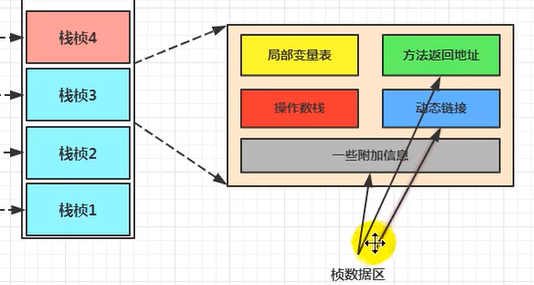 栈桢4
栈桢3
栈桢2
栈桢1
局部变量表
方法返回地址
操作数栈
动态链接
一些附加信息
桢数据区